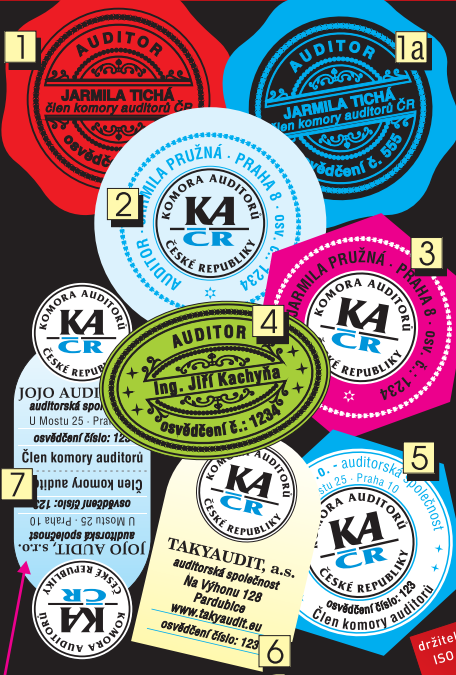 1
AUDITOR
JARMILA TICHÁ
člen komory auditorů ČR
osvědčení
1a
AUDITOR
JARMILA TICHÁ
člen komory auditorů ČR
osvědčení č. 555
2
AUDITOR · JARMILA PRUŽNÁ · PRAHA 8 · OSV. Č. 1234
KOMORA AUDITORŮ
KA
ČR
ČESKÉ REPUBLIKY
3
JARMILA PRUŽNÁ · PRAHA 8 · OSV. Č. 1234
KOMORA AUDITORŮ
KA
ČR
ČESKÉ REPUBLIKY
4
AUDITOR
Ing. Jiří Kachyňa
osvědčení č.: 1234
KOMORA AUDITORŮ
KA
ČR
ČESKÉ REPUBLIKY
JOJO
auditorská
U Mostu 25 ·
osvědčení číslo: 123
Člen komory auditorů
7
Člen komory
osvědčení číslo: 123
U Mostu 25 · Praha 10
auditorská společnost
JOJO AUDIT, s.r.o.
ČESKÉ REPUBLIKY
ČR
KA
KOMORA AUDITORŮ
KA
ČR
ČESKÉ REPUBLIKY
TAKYAUDIT, a.s.
auditorská společnost
Na Výhonu 128
Pardubice
www.takyaudit.eu
osvědčení číslo: 123
6
5
auditorská společnost
25 · Praha 10
AUDITORŮ
KA
ČR
ČESKÉ REPUBLIKY
osvědčení číslo: 123
Člen komory auditorů
držitel
ISO